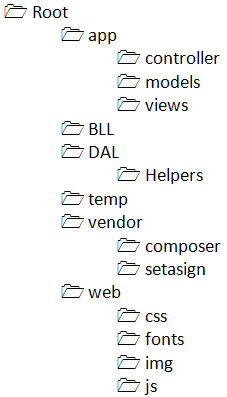 Root
app
controller
models
views
BLL
DAL
Helpers
temp
vendor
composer
setasign
web
css
fonts
img
js